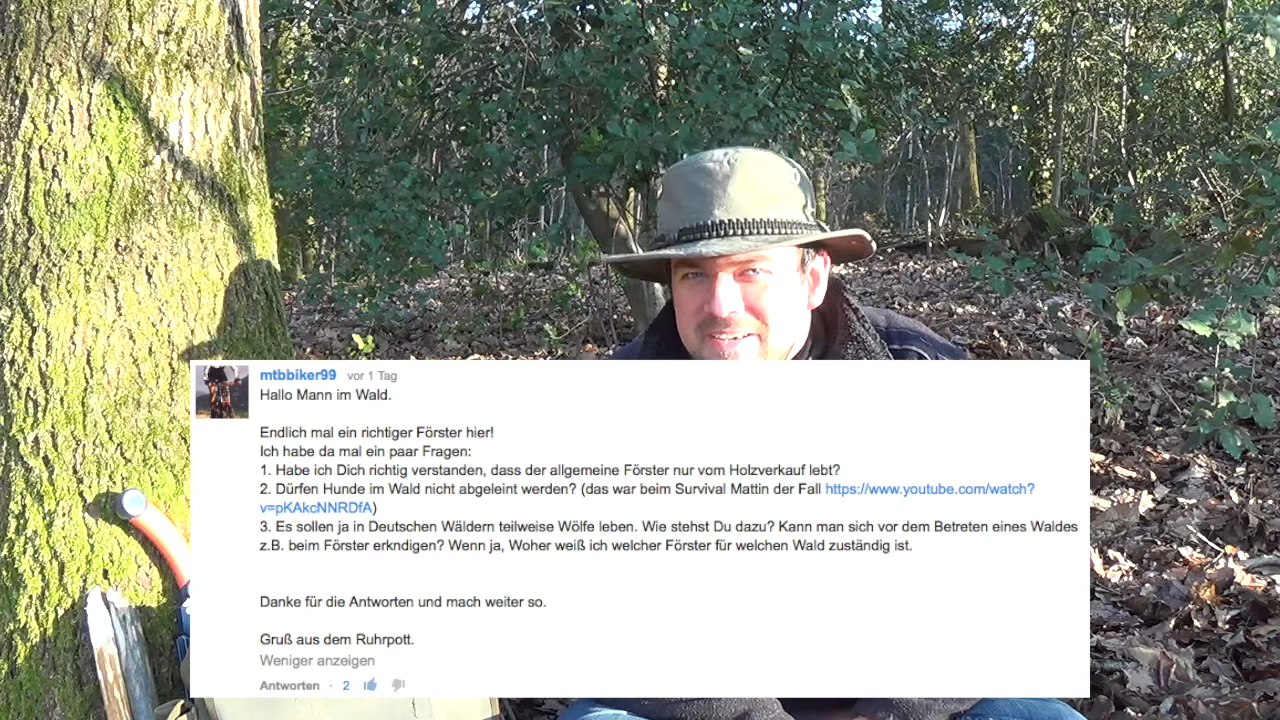 mtbbiker99 vor 1 Tag
Hallo Mann im Wald.
Endlich mal ein richtiger Förster hier!
Ich habe da mal ein paar Fragen:
1. Habe ich Dich richtig verstanden, dass der allgemeine Förster nur vom Holzverkauf lebt?
2. Dürfen Hunde im Wald nicht abgeleint werden? (das war beim Survival Mattin der Fall https://www.youtube.com/watch?
v=pKAkcNNRDfA)
3. Es sollen ja in Deutschen Wäldern teilweise Wölfe leben. Wie stehst Du dazu? Kann man sich vor dem Betreten eines Waldes
z.B. beim Förster erkndigen? Wenn ja, Woher weiß ich welcher Förster für welchen Wald zuständig ist.
Danke für die Antworten und mach weiter so.
Gruß aus dem Ruhrpott.
Weniger anzeigen
Antworten · 2